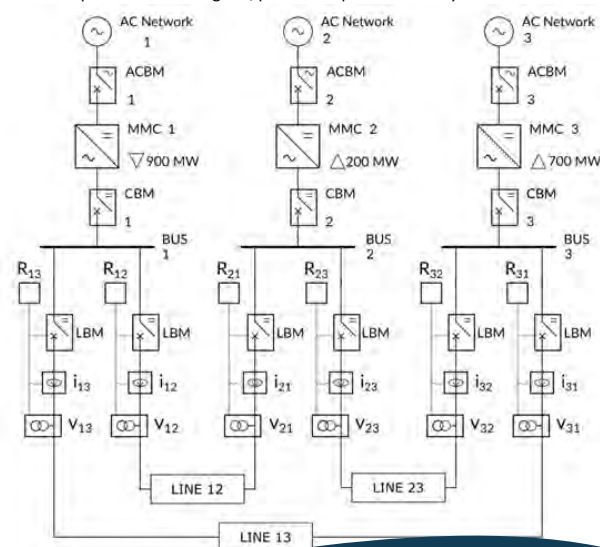 AC Network
1
AC Network
2
AC Network
3
ACBM
1
ACBM
2
ACBM
3
MMC 1
▽900 MW
MMC 2
△200 MW
MMC 3
△700 MW
CBM
1
CBM
2
CBM
3
BUS
1
BUS
2
BUS
3
R13
R12
R21
R23
R32
R31
LBM
LBM
LBM
LBM
LBM
LBM
i13
i12
i21
i23
i32
i31
V13
V12
V21
V23
V32
V31
LINE 12
LINE 23
LINE 13